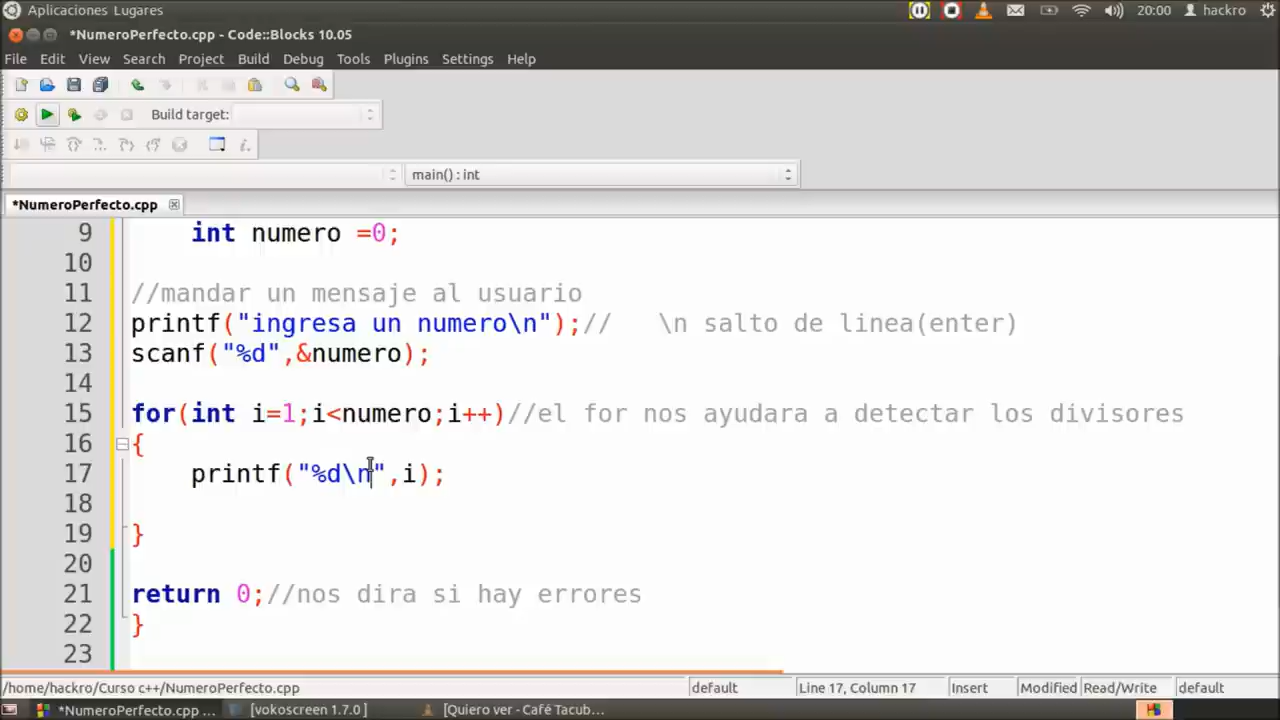 Aplicaciones Lugares 20:00 hackro
*NumeroPerfecto.cpp - Code::Blocks 10.05
File Edit View Search Project Build Debug Tools Plugins Settings Help
Build target:
main() : int
*NumeroPerfecto.cpp
9 int numero =0;
10
11 //mandar un mensaje al usuario
12 printf("ingresa un numero\n");// \n salto de linea(enter)
13 scanf("%d",&numero);
14
15 for(int i=1;i<numero;i++)//el for nos ayudara a detectar los divisores
16 {
17 printf("%d\n",i);
18
19 }
20
21 return 0;//nos dira si hay errores
22 }
23
/home/hackro/Curso c++/NumeroPerfecto.cpp default Line 17, Column 17 Insert Modified Read/Write default
*NumeroPerfecto.cpp ... [vokoscreen 1.7.0 ] [Quiero ver - Café Tacub...